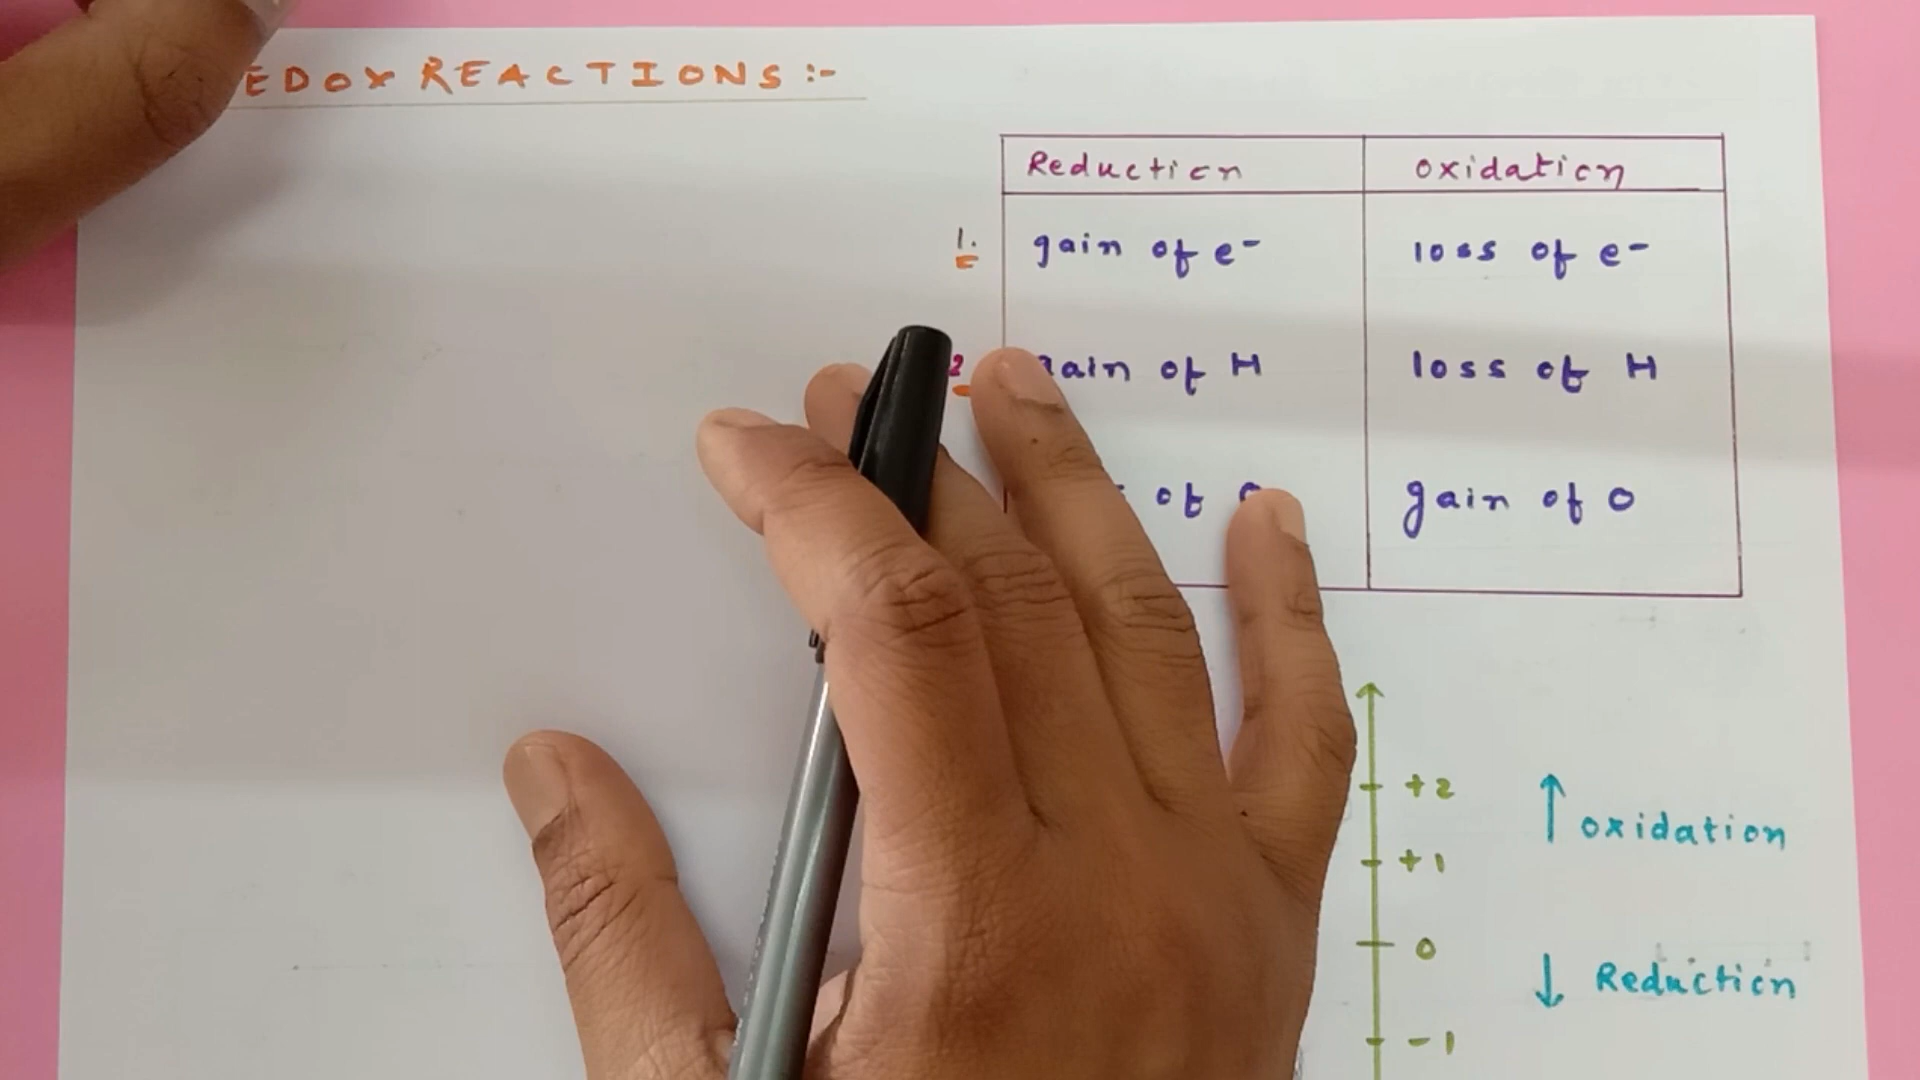 EDOX REACTIONS :-
Reduction oxidation
1. gain of e- loss of e-
2 of H loss of H
of gain of O
+2
↑ oxidation
+1
0
↓ Reduction
-1